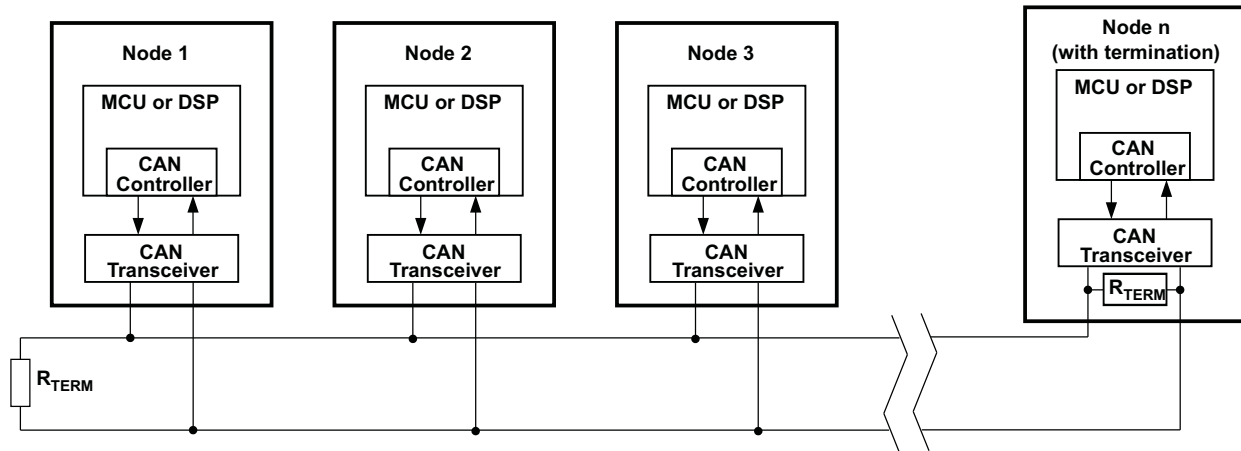 Node 1
MCU or DSP
CAN
Controller
CAN
Transceiver
Node 2
MCU or DSP
CAN
Controller
CAN
Transceiver
Node 3
MCU or DSP
CAN
Controller
CAN
Transceiver
Node n
(with termination)
MCU or DSP
CAN
Controller
CAN
Transceiver
RTERM
RTERM